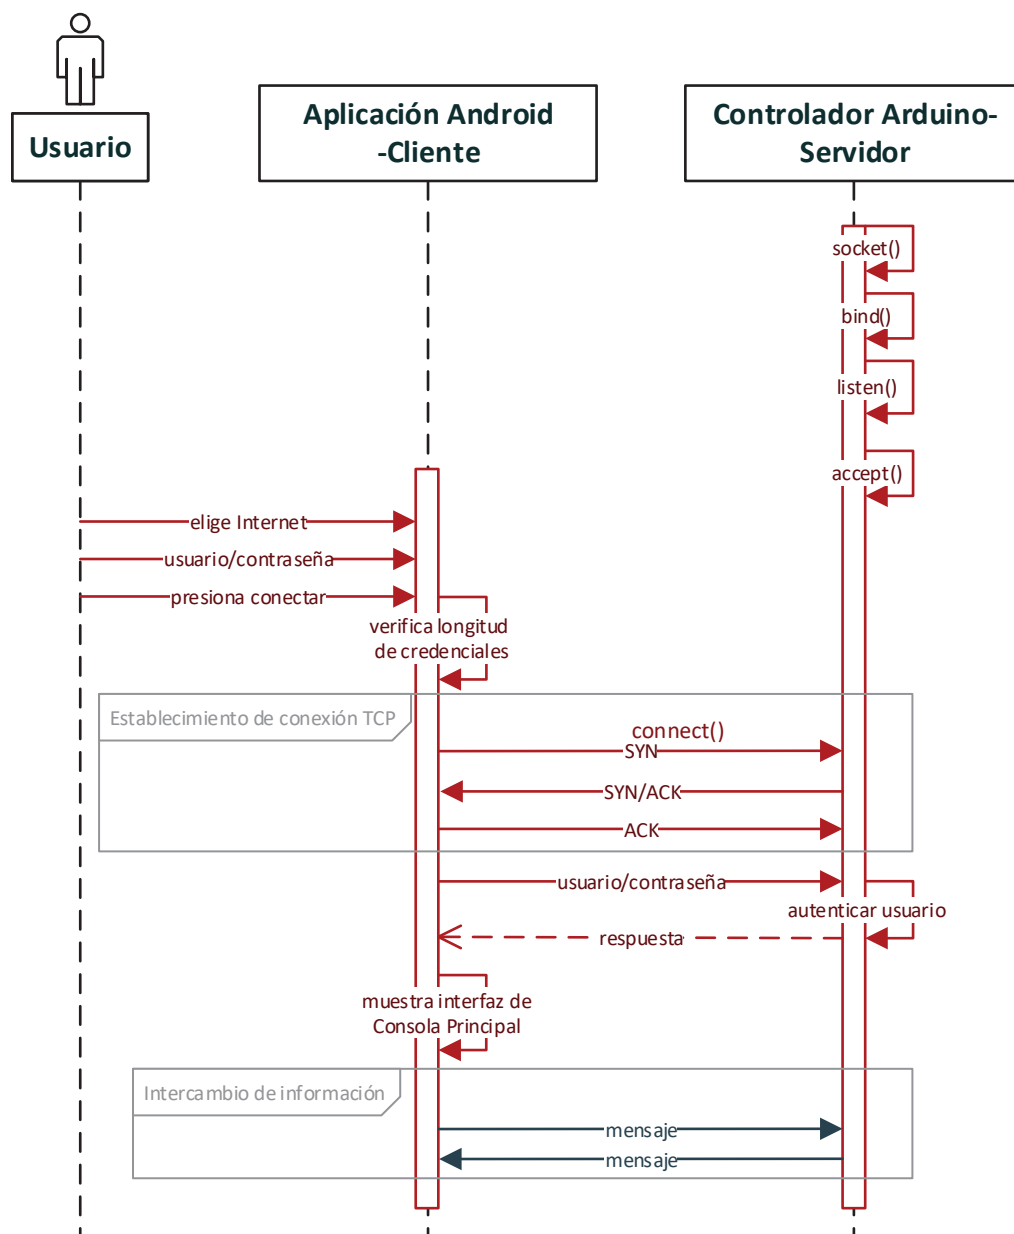 Usuario
Aplicación Android
-Cliente
Controlador Arduino-
Servidor
socket()
bind()
listen()
accept()
elige Internet
usuario/contraseña
presiona conectar
verifica longitud
de credenciales
Establecimiento de conexión TCP
connect()
SYN
SYN/ACK
ACK
usuario/contraseña
autenticar usuario
respuesta
muestra interfaz de
Consola Principal
Intercambio de información
mensaje
mensaje